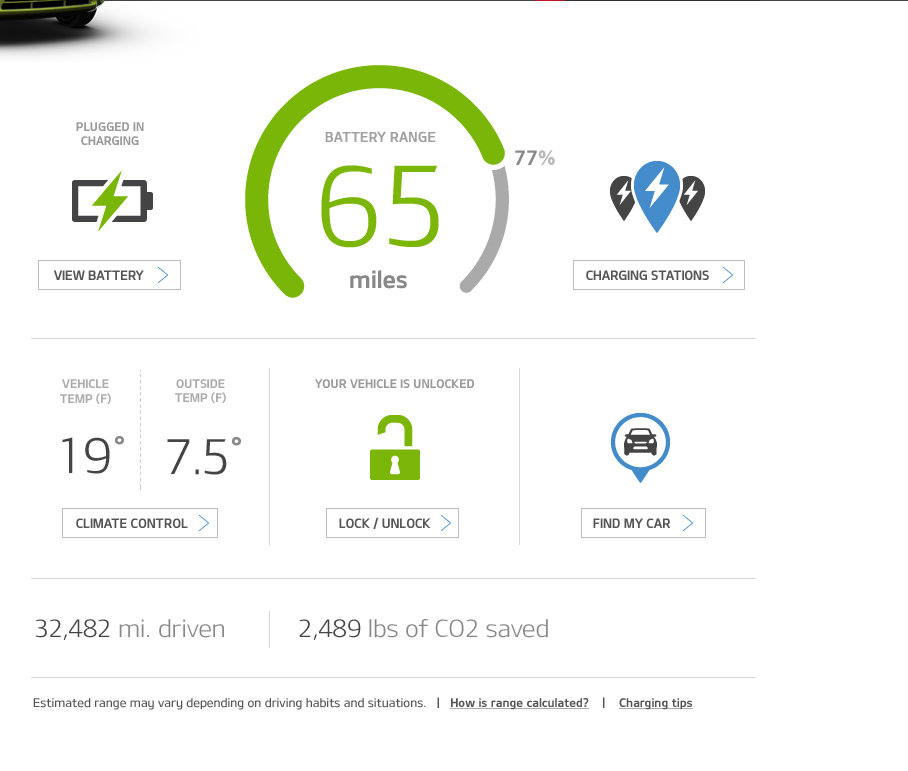 PLUGGED IN
CHARGING
VIEW BATTERY
BATTERY RANGE
65
miles
77%
CHARGING STATIONS
VEHICLE
TEMP (F)
19°
OUTSIDE
TEMP (F)
7.5°
CLIMATE CONTROL
YOUR VEHICLE IS UNLOCKED
LOCK / UNLOCK
FIND MY CAR
32,482 mi. driven
2,489 lbs of CO2 saved
Estimated range may vary depending on driving habits and situations. | How is range calculated? | Charging tips